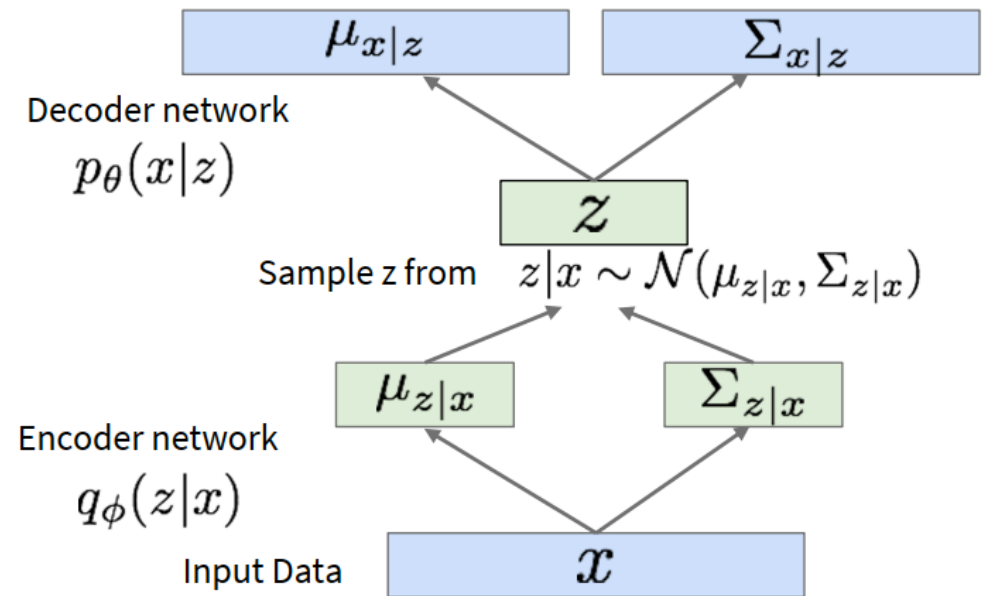 μ_{x|z} Σ_{x|z}
Decoder network
p_θ(x|z)
z
Sample z from z|x ∼ 𝒩(μ_{z|x}, Σ_{z|x})
μ_{z|x} Σ_{z|x}
Encoder network
q_ϕ(z|x)
Input Data x